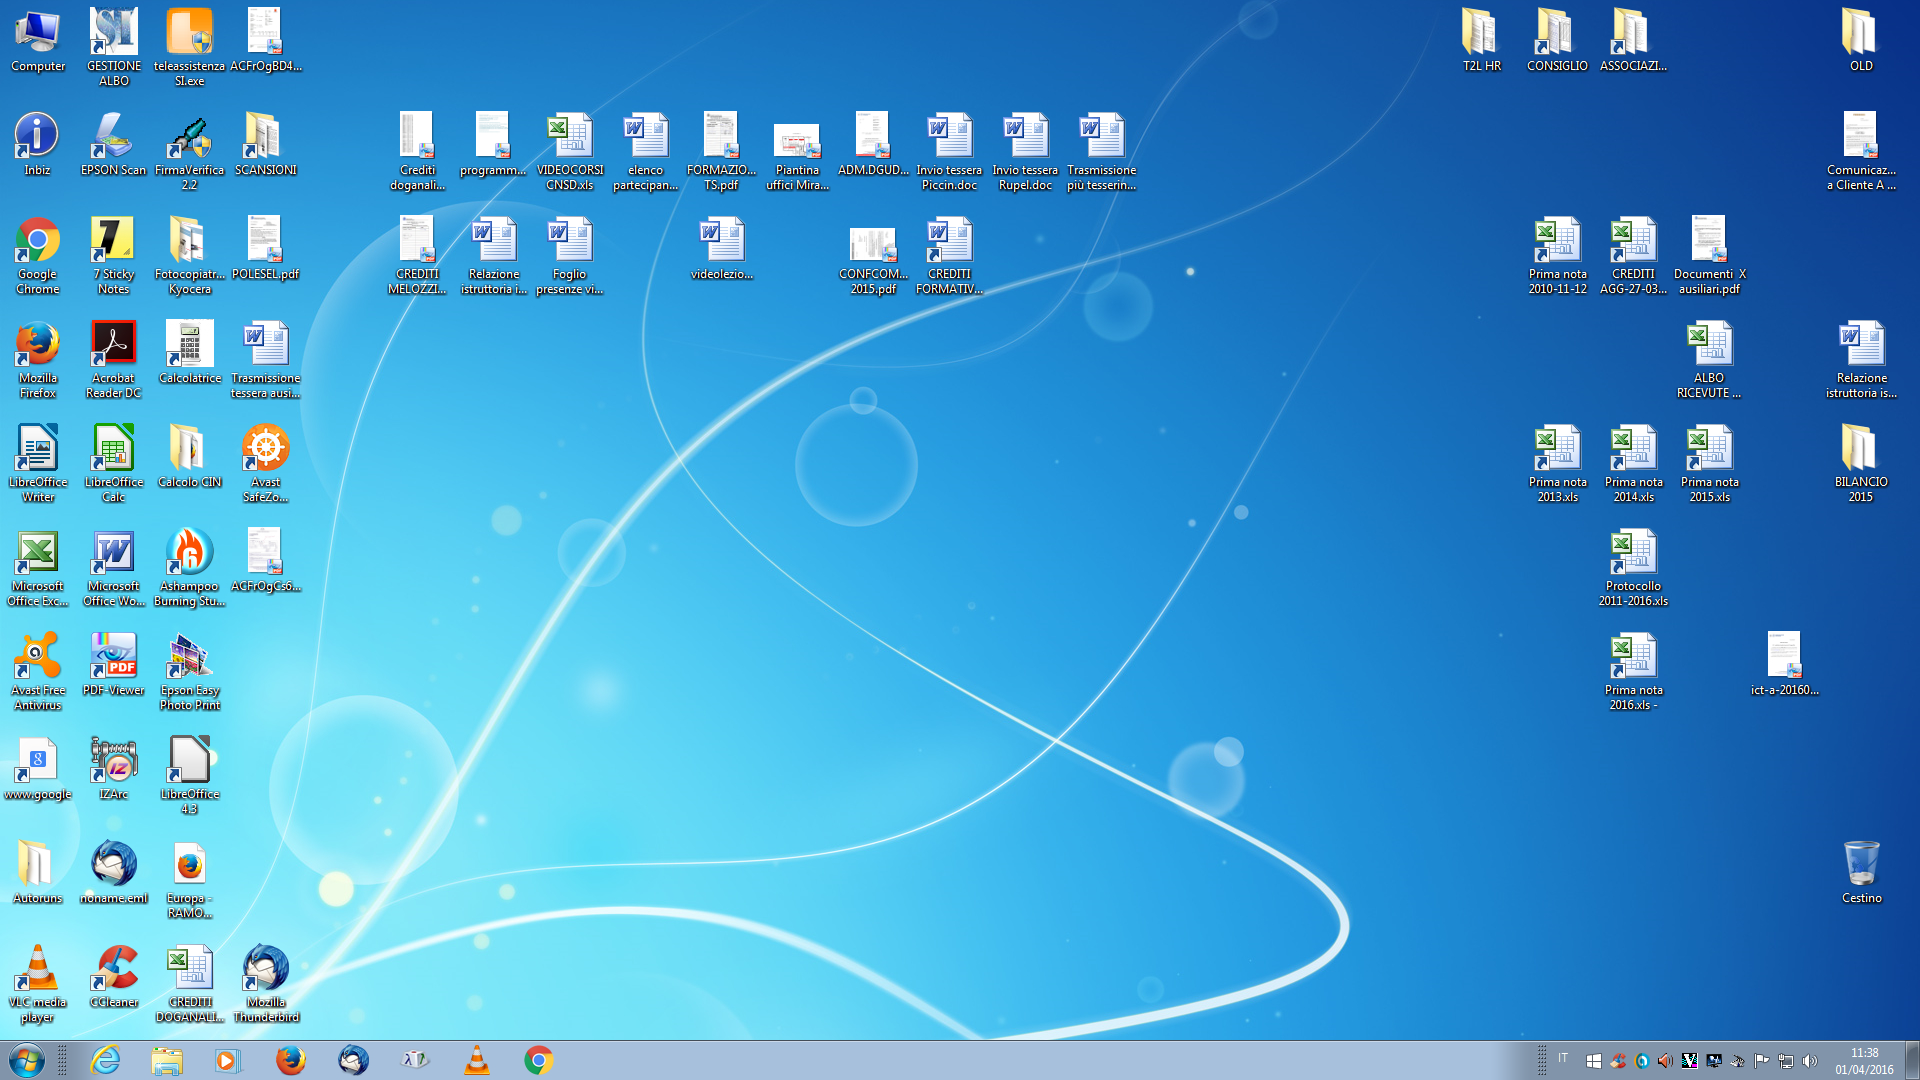 Computer
GESTIONE
ALBO
teleassistenza
SI.exe
ACFrOgBD4...
T2L HR
CONSIGLIO
ASSOCIAZI...
OLD
Inbiz
EPSON Scan
FirmaVerifica
2.2
SCANSIONI
Crediti
doganali...
programm...
VIDEOCORSI
CNSD.xls
elenco
partecipan...
FORMAZIO...
TS.pdf
Piantina
uffici Mira...
ADM.DGUD...
Invio tessera
Piccin.doc
Invio tessera
Rupel.doc
Trasmissione
più tesserin...
Comunicaz...
a Cliente A ...
Google
Chrome
7 Sticky
Notes
Fotocopiatr...
Kyocera
POLESEL.pdf
CREDITI
MELOZZI...
Relazione
istruttoria i...
Foglio
presenze vi...
videolezio...
CONFCOM...
2015.pdf
CREDITI
FORMATIV...
Prima nota
2010-11-12
CREDITI
AGG-27-03...
Documenti X
ausiliari.pdf
Mozilla
Firefox
Acrobat
Reader DC
Calcolatrice
Trasmissione
tessera ausi...
ALBO
RICEVUTE ...
Relazione
istruttoria is...
LibreOffice
Writer
LibreOffice
Calc
Calcolo CIN
Avast
SafeZo...
Prima nota
2013.xls
Prima nota
2014.xls
Prima nota
2015.xls
BILANCIO
2015
Microsoft
Office Exc...
Microsoft
Office Wo...
Ashampoo
Burning Stu...
ACFrOgCs6...
Protocollo
2011-2016.xls
Avast Free
Antivirus
PDF-Viewer
Epson Easy
Photo Print
Prima nota
2016.xls -
ict-a-20160...
www.google
IZArc
LibreOffice
4.3
Autoruns
noname.eml
Europa -
RAMO...
Cestino
VLC media
player
CCleaner
CREDITI
DOGANALI...
Mozilla
Thunderbird
IT
11:38
01/04/2016